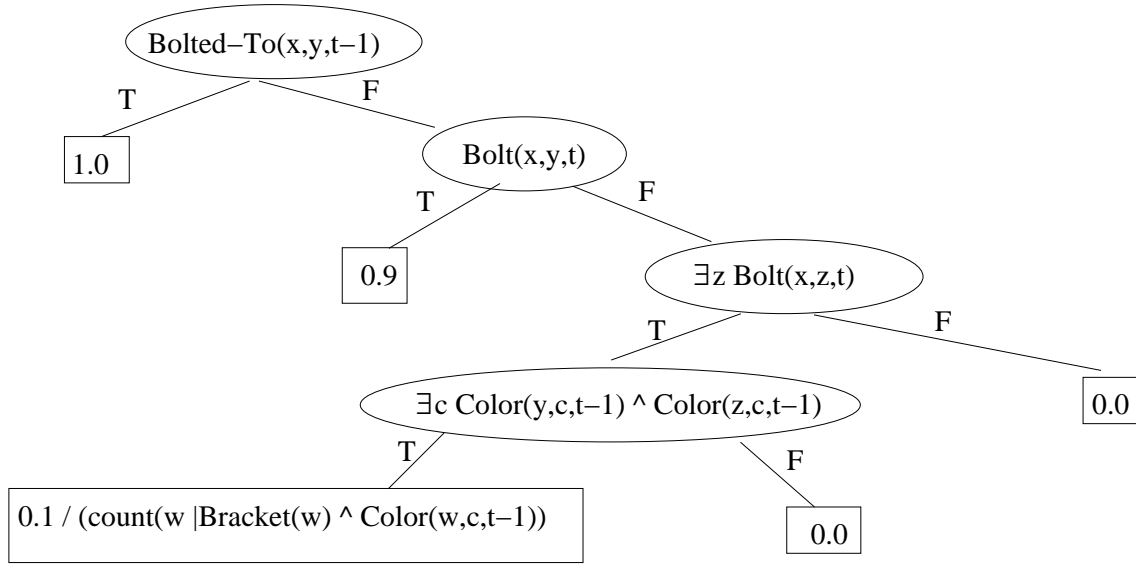 Bolted−To(x,y,t−1)
T
F
1.0
Bolt(x,y,t)
T
F
0.9
∃z Bolt(x,z,t)
T
F
∃c Color(y,c,t−1) ^ Color(z,c,t−1)
0.0
T
F
0.1 / (count(w |Bracket(w) ^ Color(w,c,t−1))
0.0